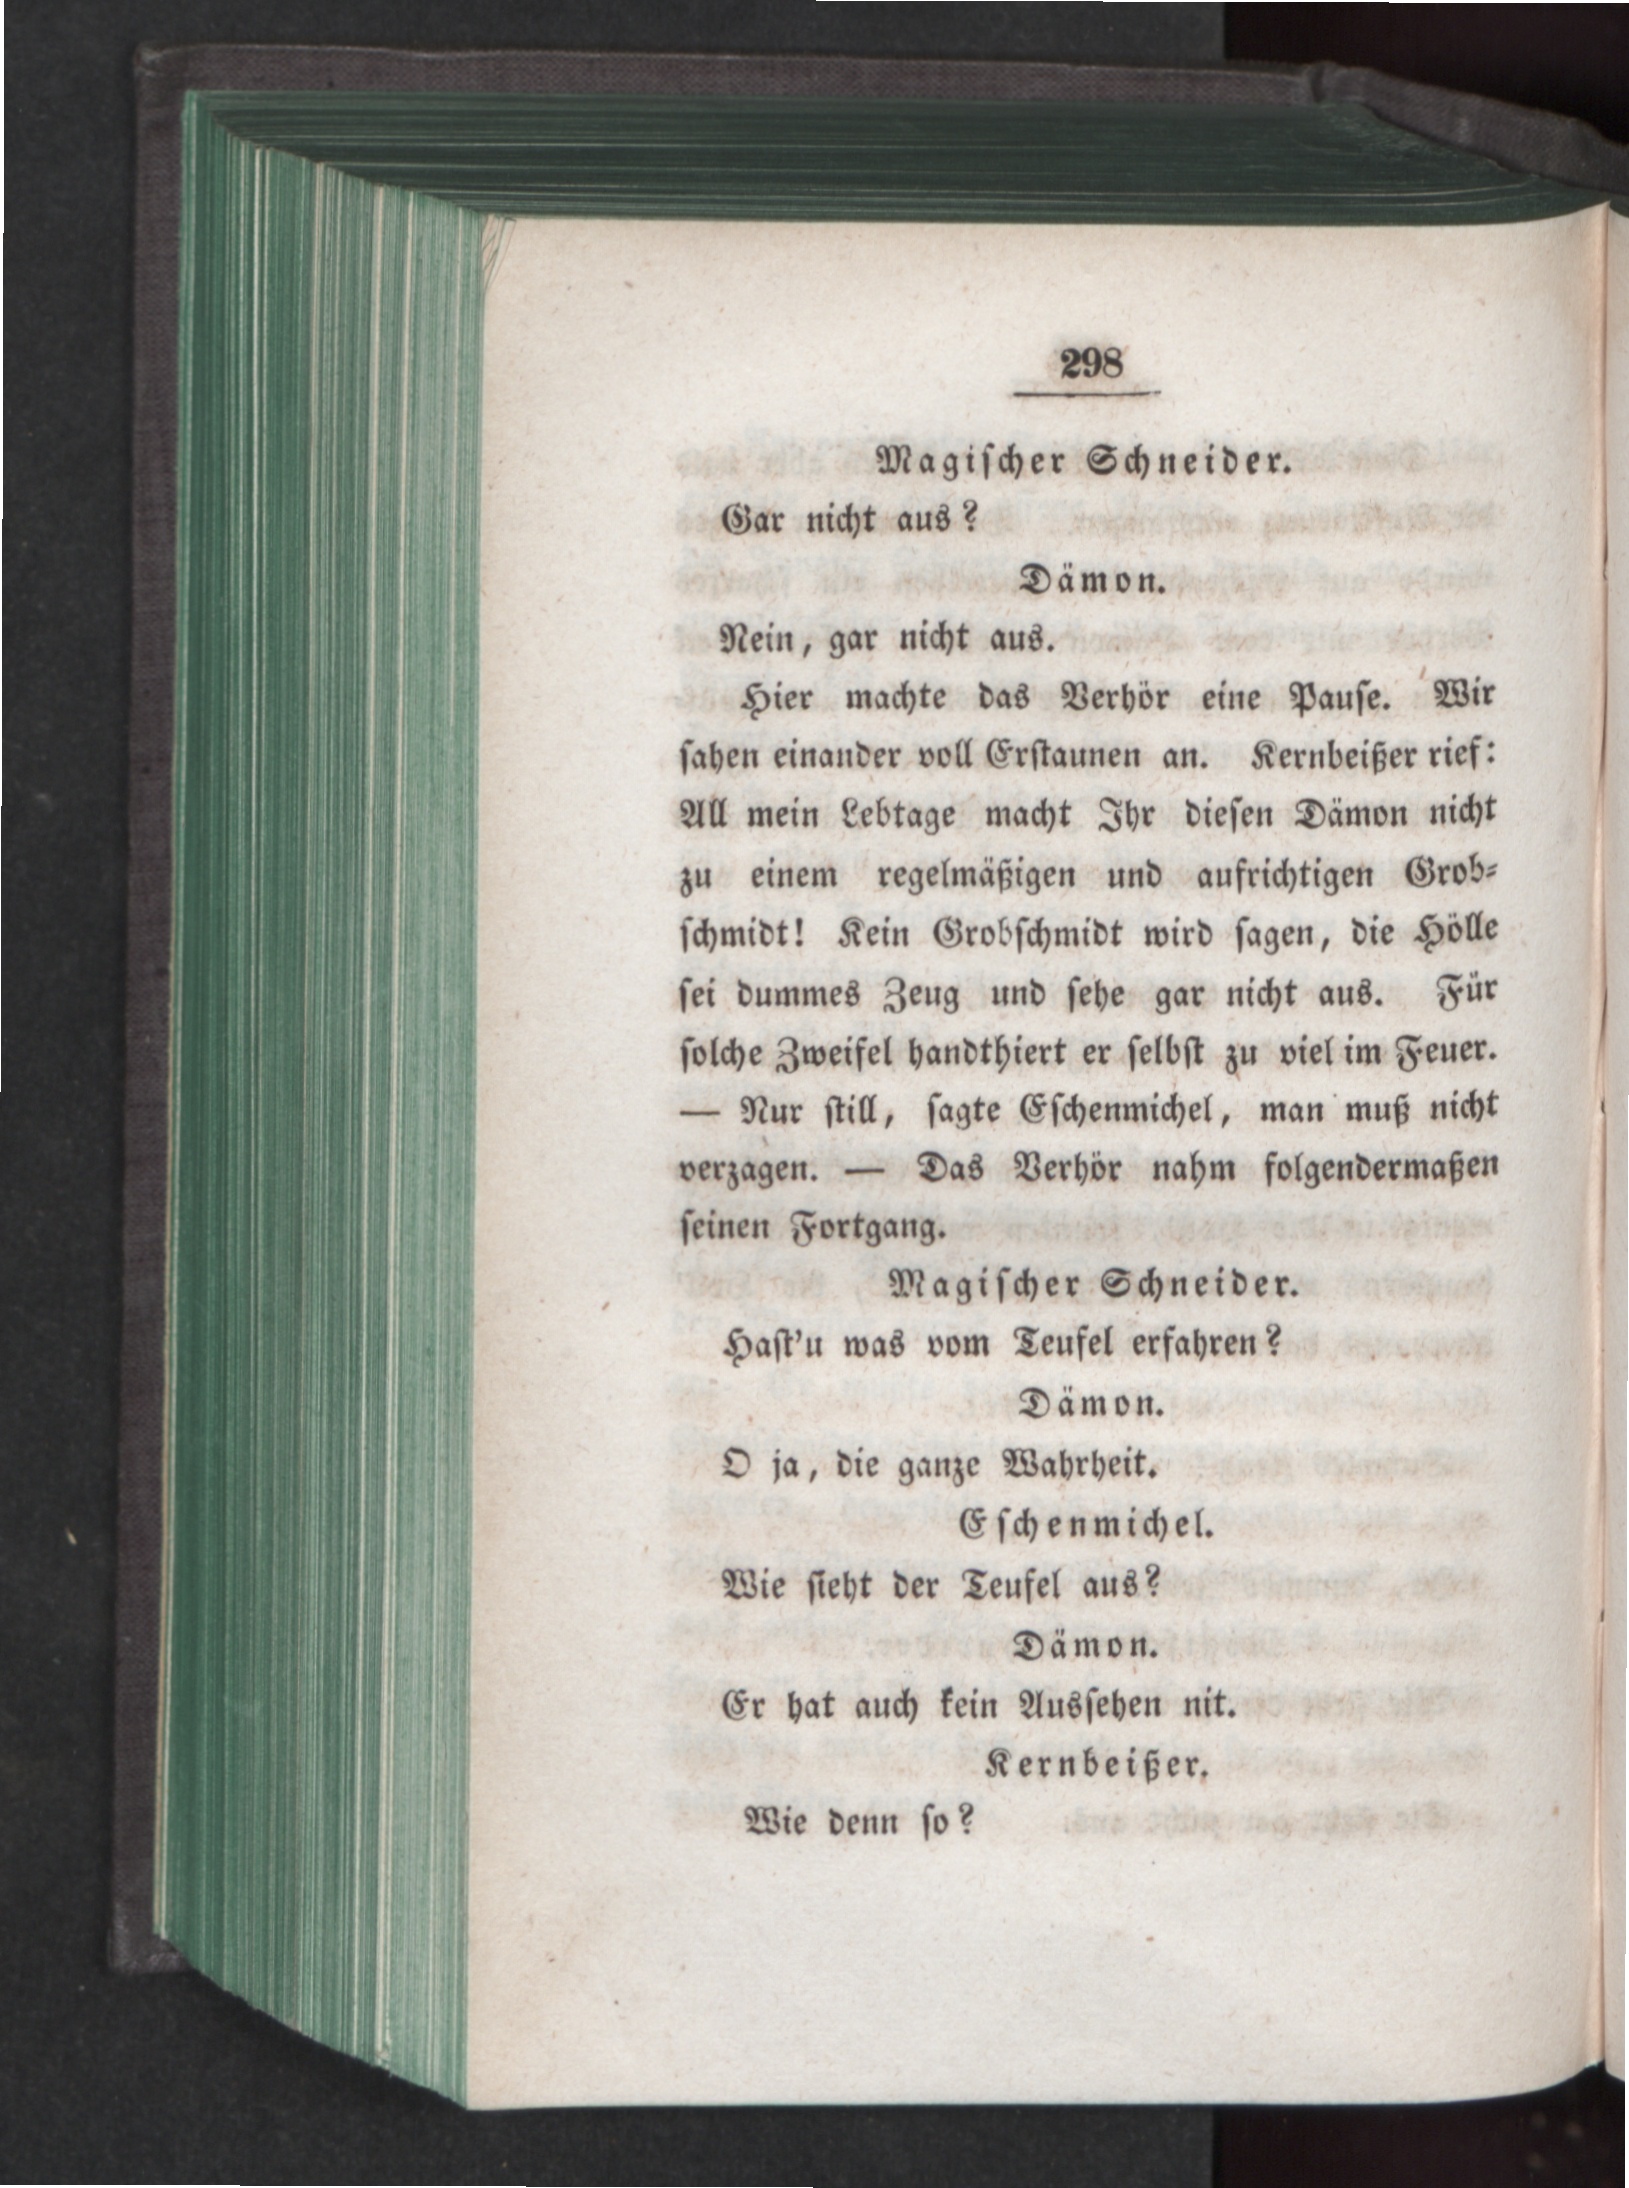 298
Magiſcher Schneider.
Gar nicht aus?
Dämon.
Nein, gar nicht aus.
Hier machte das Verhör eine Pauſe. Wir
ſahen einander voll Erſtaunen an. Kernbeißer rief:
All mein Lebtage macht Ihr dieſen Dämon nicht
zu einem regelmäßigen und aufrichtigen Grob⸗
ſchmidt! Kein Grobſchmidt wird ſagen, die Hölle
ſei dummes Zeug und ſehe gar nicht aus. Für
ſolche Zweifel handthiert er ſelbſt zu viel im Feuer.
— Nur ſtill, ſagte Eſchenmichel, man muß nicht
verzagen. — Das Verhör nahm folgendermaßen
ſeinen Fortgang.
Magiſcher Schneider.
Haſt'u was vom Teufel erfahren?
Dämon.
O ja, die ganze Wahrheit.
Eſchenmichel.
Wie ſieht der Teufel aus?
Dämon.
Er hat auch kein Ausſehen nit.
Kernbeißer.
Wie denn ſo?